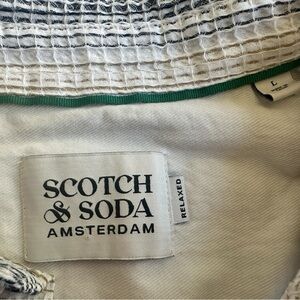 L
SCOTCH
& SODA
AMSTERDAM
RELAXED